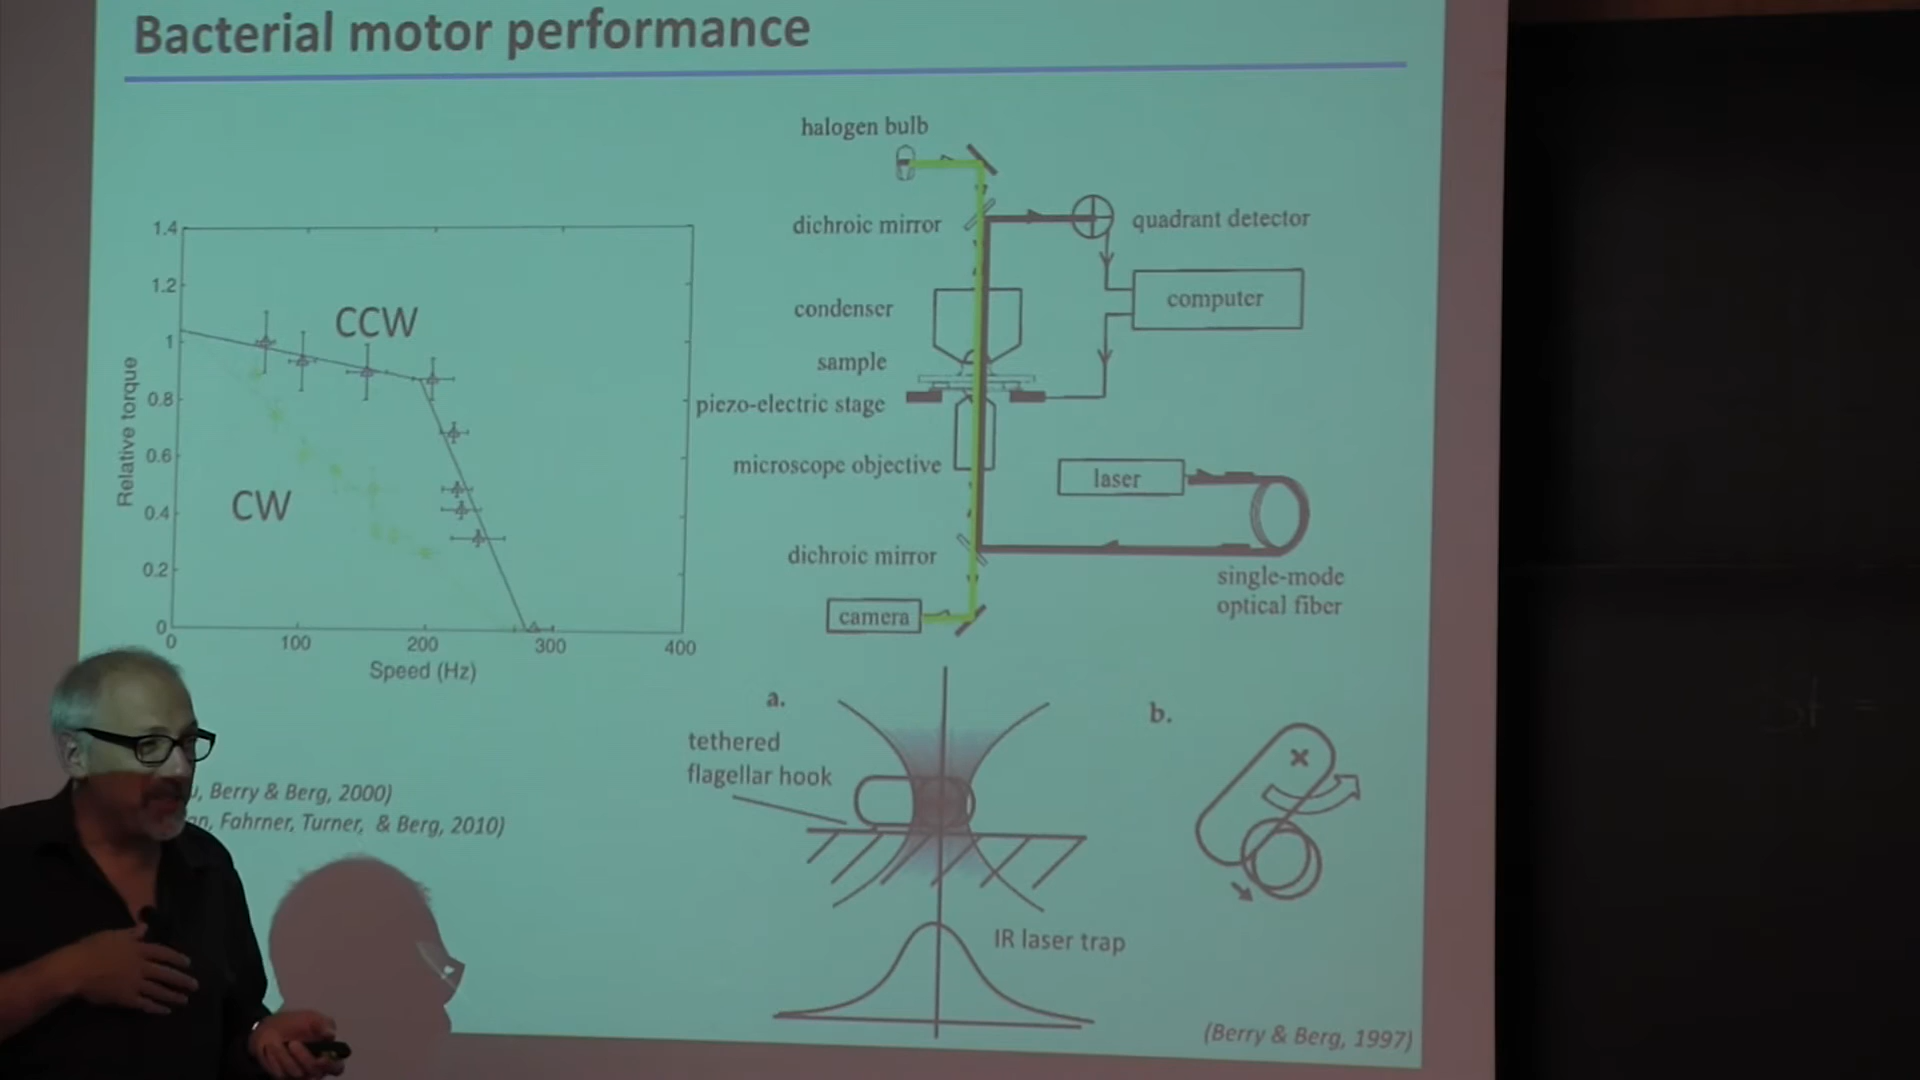 Bacterial motor performance
halogen bulb
dichroic mirror
quadrant detector
computer
condenser
sample
piezo-electric stage
microscope objective
laser
dichroic mirror
single-mode
optical fiber
camera
1.4
1.2
1
0.8
0.6
0.4
0.2
0
0
100
200
300
400
Relative torque
Speed (Hz)
CCW
CW
Berry & Berg, 2000)
Fahrner, Turner, & Berg, 2010)
a.
tethered
flagellar hook
b.
x
IR laser trap
(Berry & Berg, 1997)